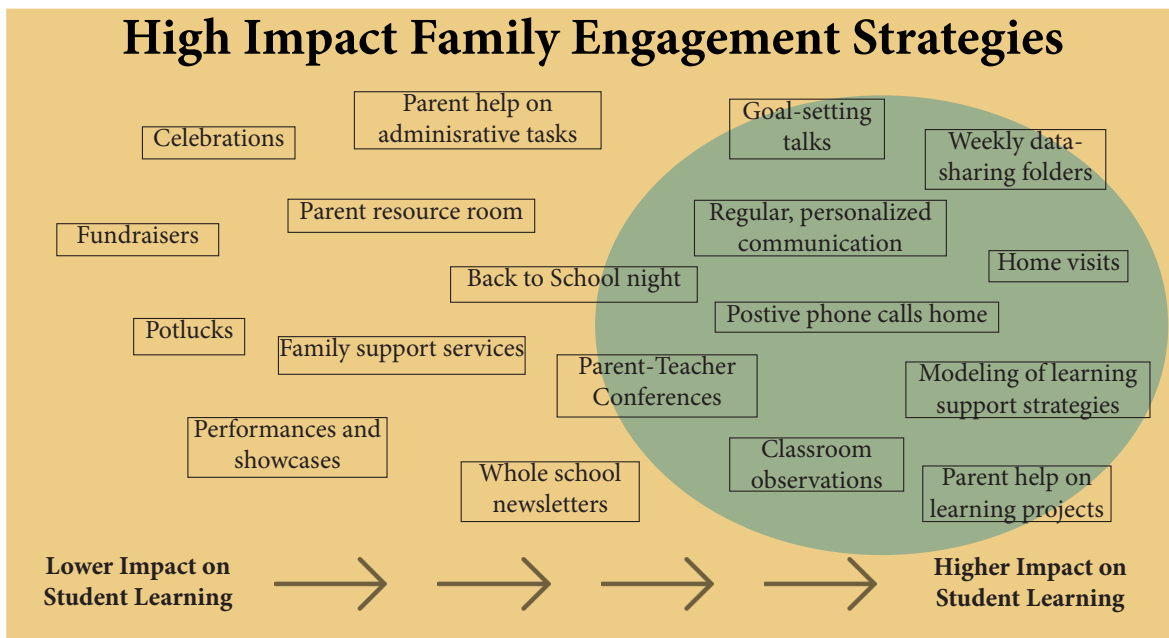 High Impact Family Engagement Strategies
Celebrations
Parent help on
adminisrative tasks
Goal-setting
talks
Weekly data-
sharing folders
Fundraisers
Parent resource room
Regular, personalized
communication
Home visits
Back to School night
Postive phone calls home
Potlucks
Family support services
Parent-Teacher
Conferences
Modeling of learning
support strategies
Performances and
showcases
Whole school
newsletters
Classroom
observations
Parent help on
learning projects
Lower Impact on
Student Learning
Higher Impact on
Student Learning